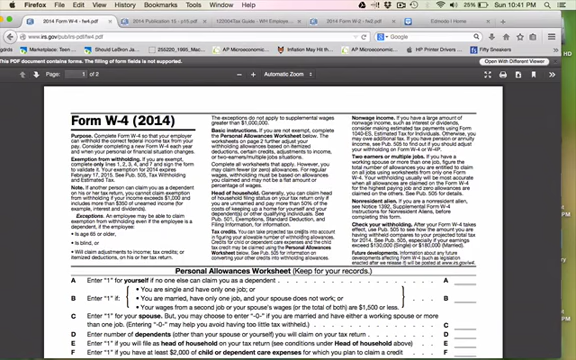 Firefox File Edit View History Bookmarks Tools Window Help
25% Sun 10:41 PM
2014 Form W-4 - fw4.pdf
2014 Publication 15 - p15.pdf
2014 Form W-2 - fw2.pdf
Edmodo | Home
www.irs.gov/pub/irs-pdf/fw4.pdf
Google
AP Microeconomics
Inflation May Hit the...
HP Printer Drivers
Fifty Sneakers
This PDF document contains forms. The filling of form fields is not supported.
Open With Different Viewer
Page: 1 of 2
Automatic Zoom
Form W-4 (2014)
Purpose. Complete Form W-4 so that your employer
can withhold the correct federal income tax from your
pay. Consider completing a new Form W-4 each year
and when your personal or financial situation changes.
Exemption from withholding. If you are exempt,
complete only lines 1, 2, 3, 4, and 7 and sign the form
to validate it. Your exemption for 2014 expires
February 17, 2015. See Pub. 505, Tax Withholding
and Estimated Tax.
Note. If another person can claim you as a dependent
on his or her tax return, you cannot claim exemption
from withholding if your income exceeds $1,000 and
includes more than $350 of unearned income (for
example, interest and dividends).
Exceptions. An employee may be able to claim
exemption from withholding even if the employee is a
dependent, if the employee:
• Is age 65 or older,
• Is blind, or
• Will claim adjustments to income; tax credits; or
itemized deductions, on his or her tax return.
The exceptions do not apply to supplemental wages
greater than $1,000,000.
Basic instructions. If you are not exempt, complete
the Personal Allowances Worksheet below. The
worksheets on page 2 further adjust your
withholding allowances based on itemized
deductions, certain credits, adjustments to income,
or two-earners/multiple jobs situations.
Complete all worksheets that apply. However, you
may claim fewer (or zero) allowances. For regular
wages, withholding must be based on allowances
you claimed and may not be a flat amount or
percentage of wages.
Head of household. Generally, you can claim head
of household filing status on your tax return only if
you are unmarried and pay more than 50% of the
costs of keeping up a home for yourself and your
dependent(s) or other qualifying individuals. See
Pub. 501, Exemptions, Standard Deduction, and
Filing Information, for information.
Tax credits. You can take projected tax credits into account
in figuring your allowable number of withholding allowances.
Credits for child or dependent care expenses and the child
tax credit may be claimed using the Personal Allowances
Worksheet below. See Pub. 505 for information on
converting your other credits into withholding allowances.
Nonwage income. If you have a large amount of
nonwage income, such as interest or dividends,
consider making estimated tax payments using Form
1040-ES, Estimated Tax for Individuals. Otherwise, you
may owe additional tax. If you have pension or annuity
income, see Pub. 505 to find out if you should adjust
your withholding on Form W-4 or W-4P.
Two earners or multiple jobs. If you have a
working spouse or more than one job, figure the
total number of allowances you are entitled to claim
on all jobs using worksheets from only one Form
W-4. Your withholding usually will be most accurate
when all allowances are claimed on the Form W-4
for the highest paying job and zero allowances are
claimed on the others. See Pub. 505 for details.
Nonresident alien. If you are a nonresident alien,
see Notice 1392, Supplemental Form W-4
Instructions for Nonresident Aliens, before
completing this form.
Check your withholding. After your Form W-4 takes
effect, use Pub. 505 to see how the amount you are
having withheld compares to your projected total tax
for 2014. See Pub. 505, especially if your earnings
exceed $130,000 (Single) or $180,000 (Married).
Future developments. Information about any future
developments affecting Form W-4 (such as legislation
enacted after we release it) will be posted at www.irs.gov/w4.
Personal Allowances Worksheet (Keep for your records.)
A Enter "1" for yourself if no one else can claim you as a dependent A
B Enter "1" if: • You are single and have only one job; or
• You are married, have only one job, and your spouse does not work; or B
• Your wages from a second job or your spouse's wages (or the total of both) are $1,500 or less.
C Enter "1" for your spouse. But, you may choose to enter "-0-" if you are married and have either a working spouse or more
than one job. (Entering "-0-" may help you avoid having too little tax withheld.) C
D Enter number of dependents (other than your spouse or yourself) you will claim on your tax return D
E Enter "1" if you will file as head of household on your tax return (see conditions under Head of household above) E
F Enter "1" if you have at least $2,000 of child or dependent care expenses for which you plan to claim a credit F